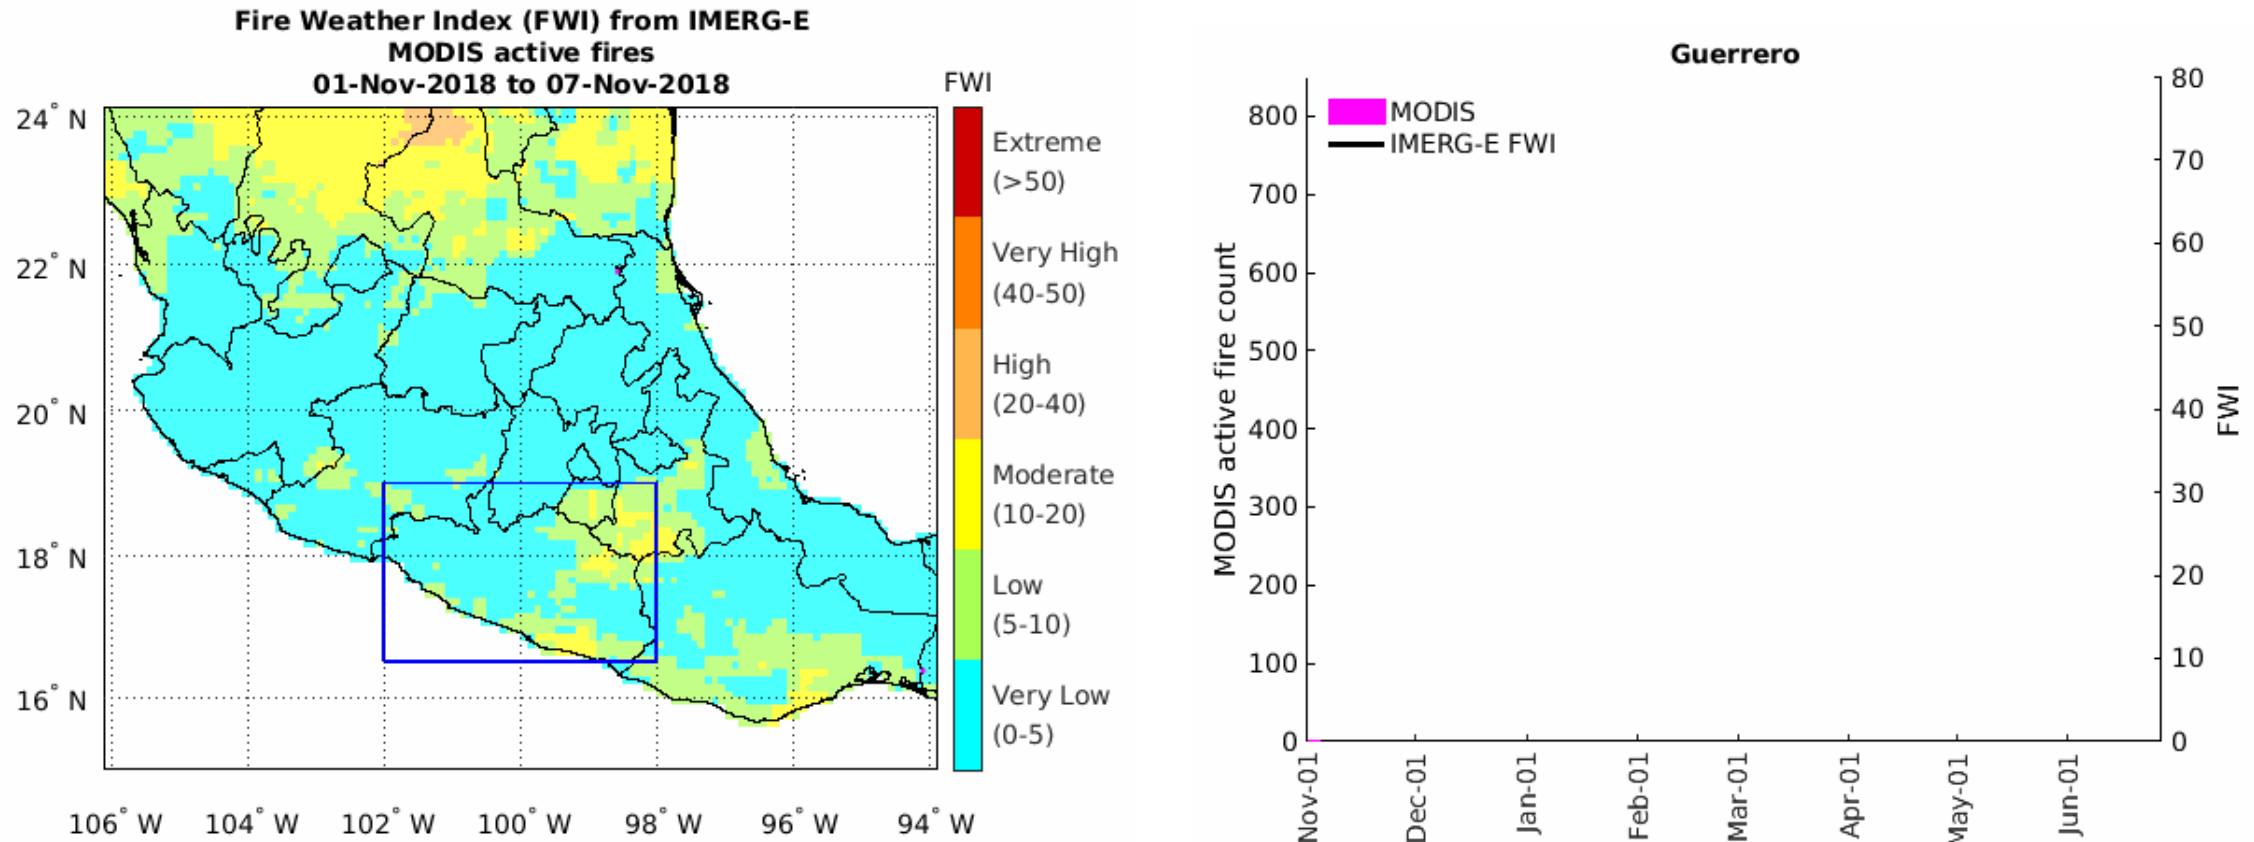 Fire Weather Index (FWI) from IMERG-E
MODIS active fires
01-Nov-2018 to 07-Nov-2018
FWI
24° N
22° N
20° N
18° N
16° N
106° W
104° W
102° W
100° W
98° W
96° W
94° W
Extreme
(>50)
Very High
(40-50)
High
(20-40)
Moderate
(10-20)
Low
(5-10)
Very Low
(0-5)
Guerrero
MODIS
IMERG-E FWI
MODIS active fire count
800
700
600
500
400
300
200
100
0
80
70
60
50
40
30
20
10
0
FWI
Nov-01
Dec-01
Jan-01
Feb-01
Mar-01
Apr-01
May-01
Jun-01